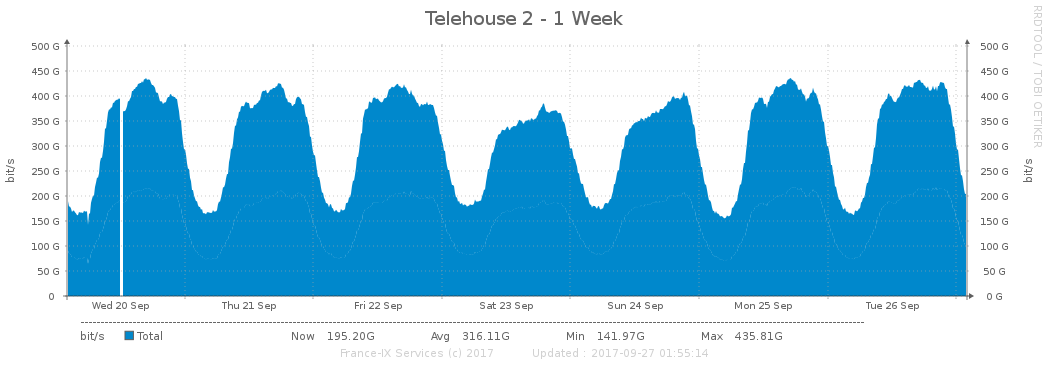 Telehouse 2 - 1 Week
RRDTOOL / TOBI OETIKER
500 G 500 G
450 G 450 G
400 G 400 G
350 G 350 G
300 G 300 G
250 G 250 G
200 G 200 G
150 G 150 G
100 G 100 G
50 G 50 G
0 0 G
bit/s bit/s
Wed 20 Sep Thu 21 Sep Fri 22 Sep Sat 23 Sep Sun 24 Sep Mon 25 Sep Tue 26 Sep
bit/s Total Now 195.20G Avg 316.11G Min 141.97G Max 435.81G
France-IX Services (c) 2017 Updated : 2017-09-27 01:55:14